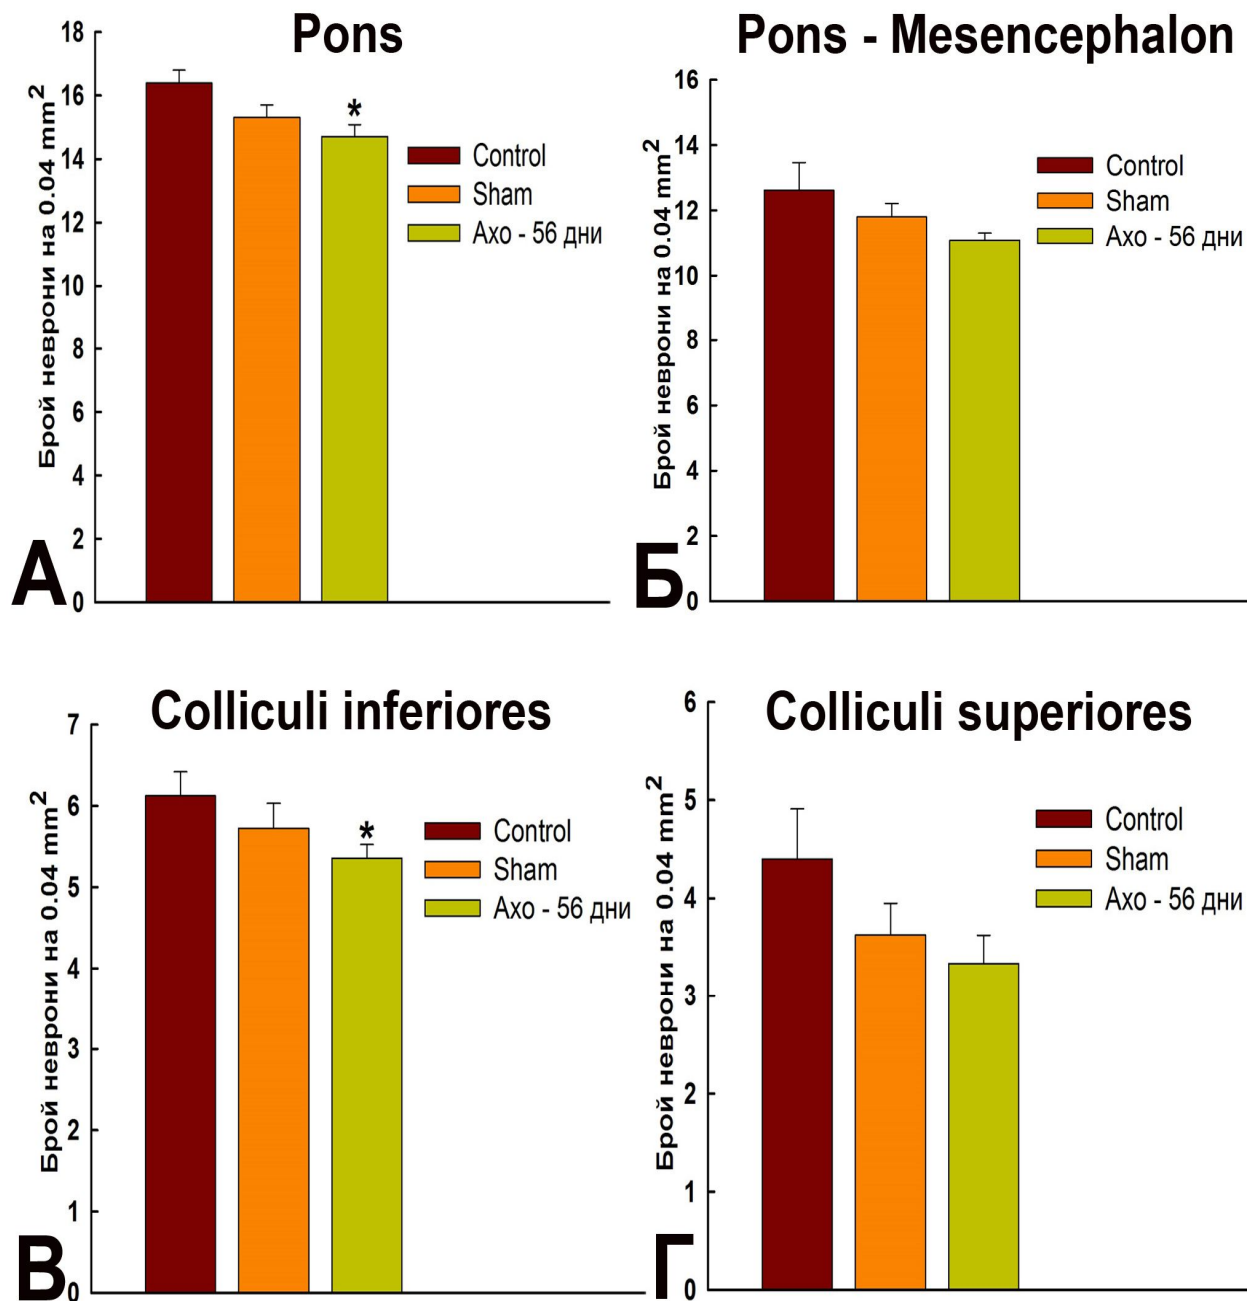 Pons
18
16
14
12
10
8
6
4
2
0
Брой неврони на 0.04 mm²
*
Control
Sham
Ахо - 56 дни
А
Pons - Mesencephalon
16
14
12
10
8
6
4
2
0
Брой неврони на 0.04 mm²
Control
Sham
Ахо - 56 дни
Б
Colliculi inferiores
7
6
5
4
3
2
1
0
Брой неврони на 0.04 mm²
*
Control
Sham
Ахо - 56 дни
В
Colliculi superiores
6
5
4
3
2
1
0
Брой неврони на 0.04 mm²
Control
Sham
Ахо - 56 дни
Г